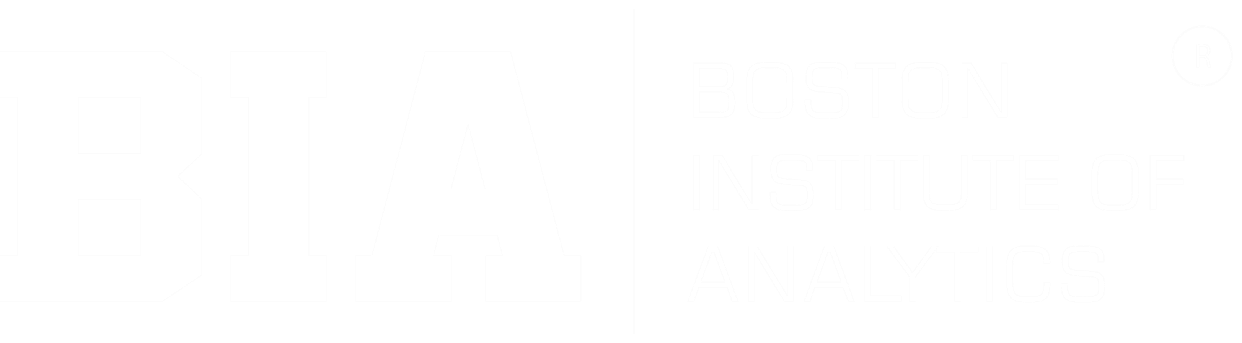 BIA
BOSTON
INSTITUTE OF
ANALYTICS
®